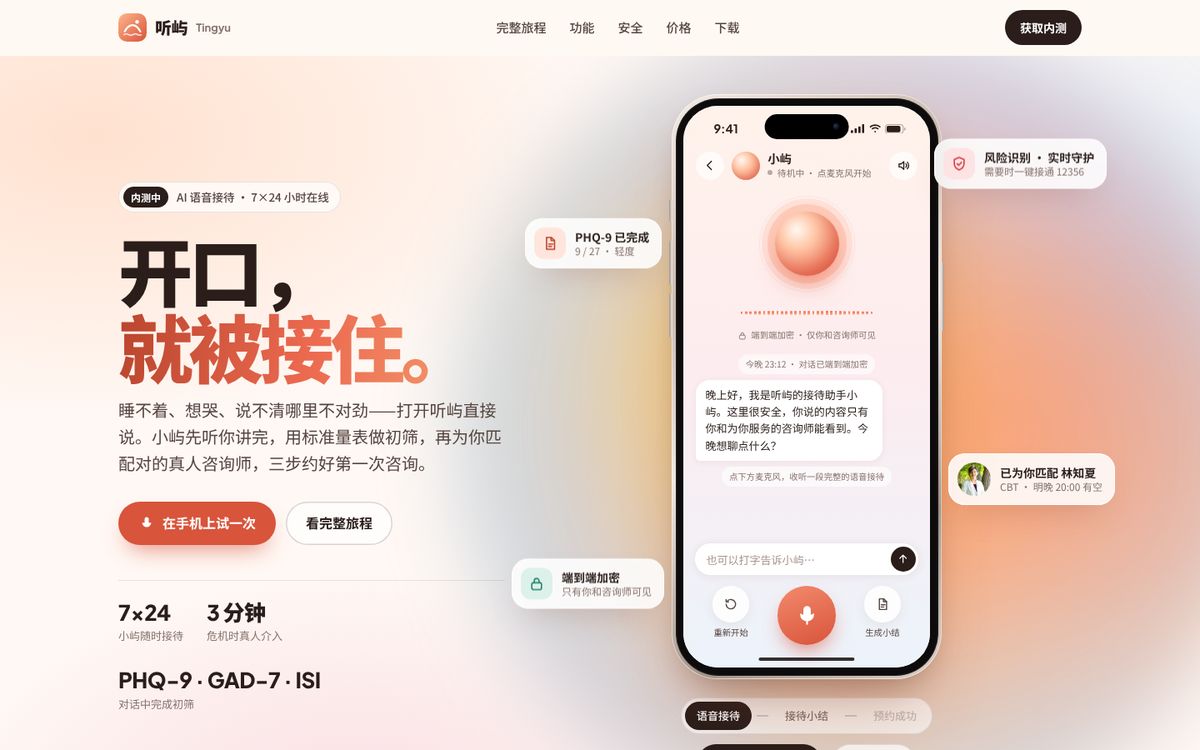 听屿 Tingyu
完整旅程 功能 安全 价格 下载
获取内测
内测中 AI 语音接待 · 7×24 小时在线
开口，
就被接住。
睡不着、想哭、说不清哪里不对劲——打开听屿直接
说。小屿先听你讲完，用标准量表做初筛，再为你匹
配对的真人咨询师，三步约好第一次咨询。
在手机上试一次
看完整旅程
7×24
小屿随时接待
3 分钟
危机时真人介入
PHQ-9 · GAD-7 · ISI
对话中完成初筛
PHQ-9 已完成
9 / 27 · 轻度
端到端加密
只有你和咨询师可见
9:41
小屿
待机中 · 点麦克风开始
端到端加密 · 仅你和咨询师可见
今晚 23:12 · 对话已端到端加密
晚上好，我是听屿的接待助手小
屿。这里很安全，你说的内容只有
你和为你服务的咨询师能看到。今
晚想聊点什么？
点下方麦克风，收听一段完整的语音接待
也可以打字告诉小屿…
重新开始
生成小结
风险识别 · 实时守护
需要时一键接通 12356
已为你匹配 林知夏
CBT · 明晚 20:00 有空
语音接待 — 接待小结 — 预约成功